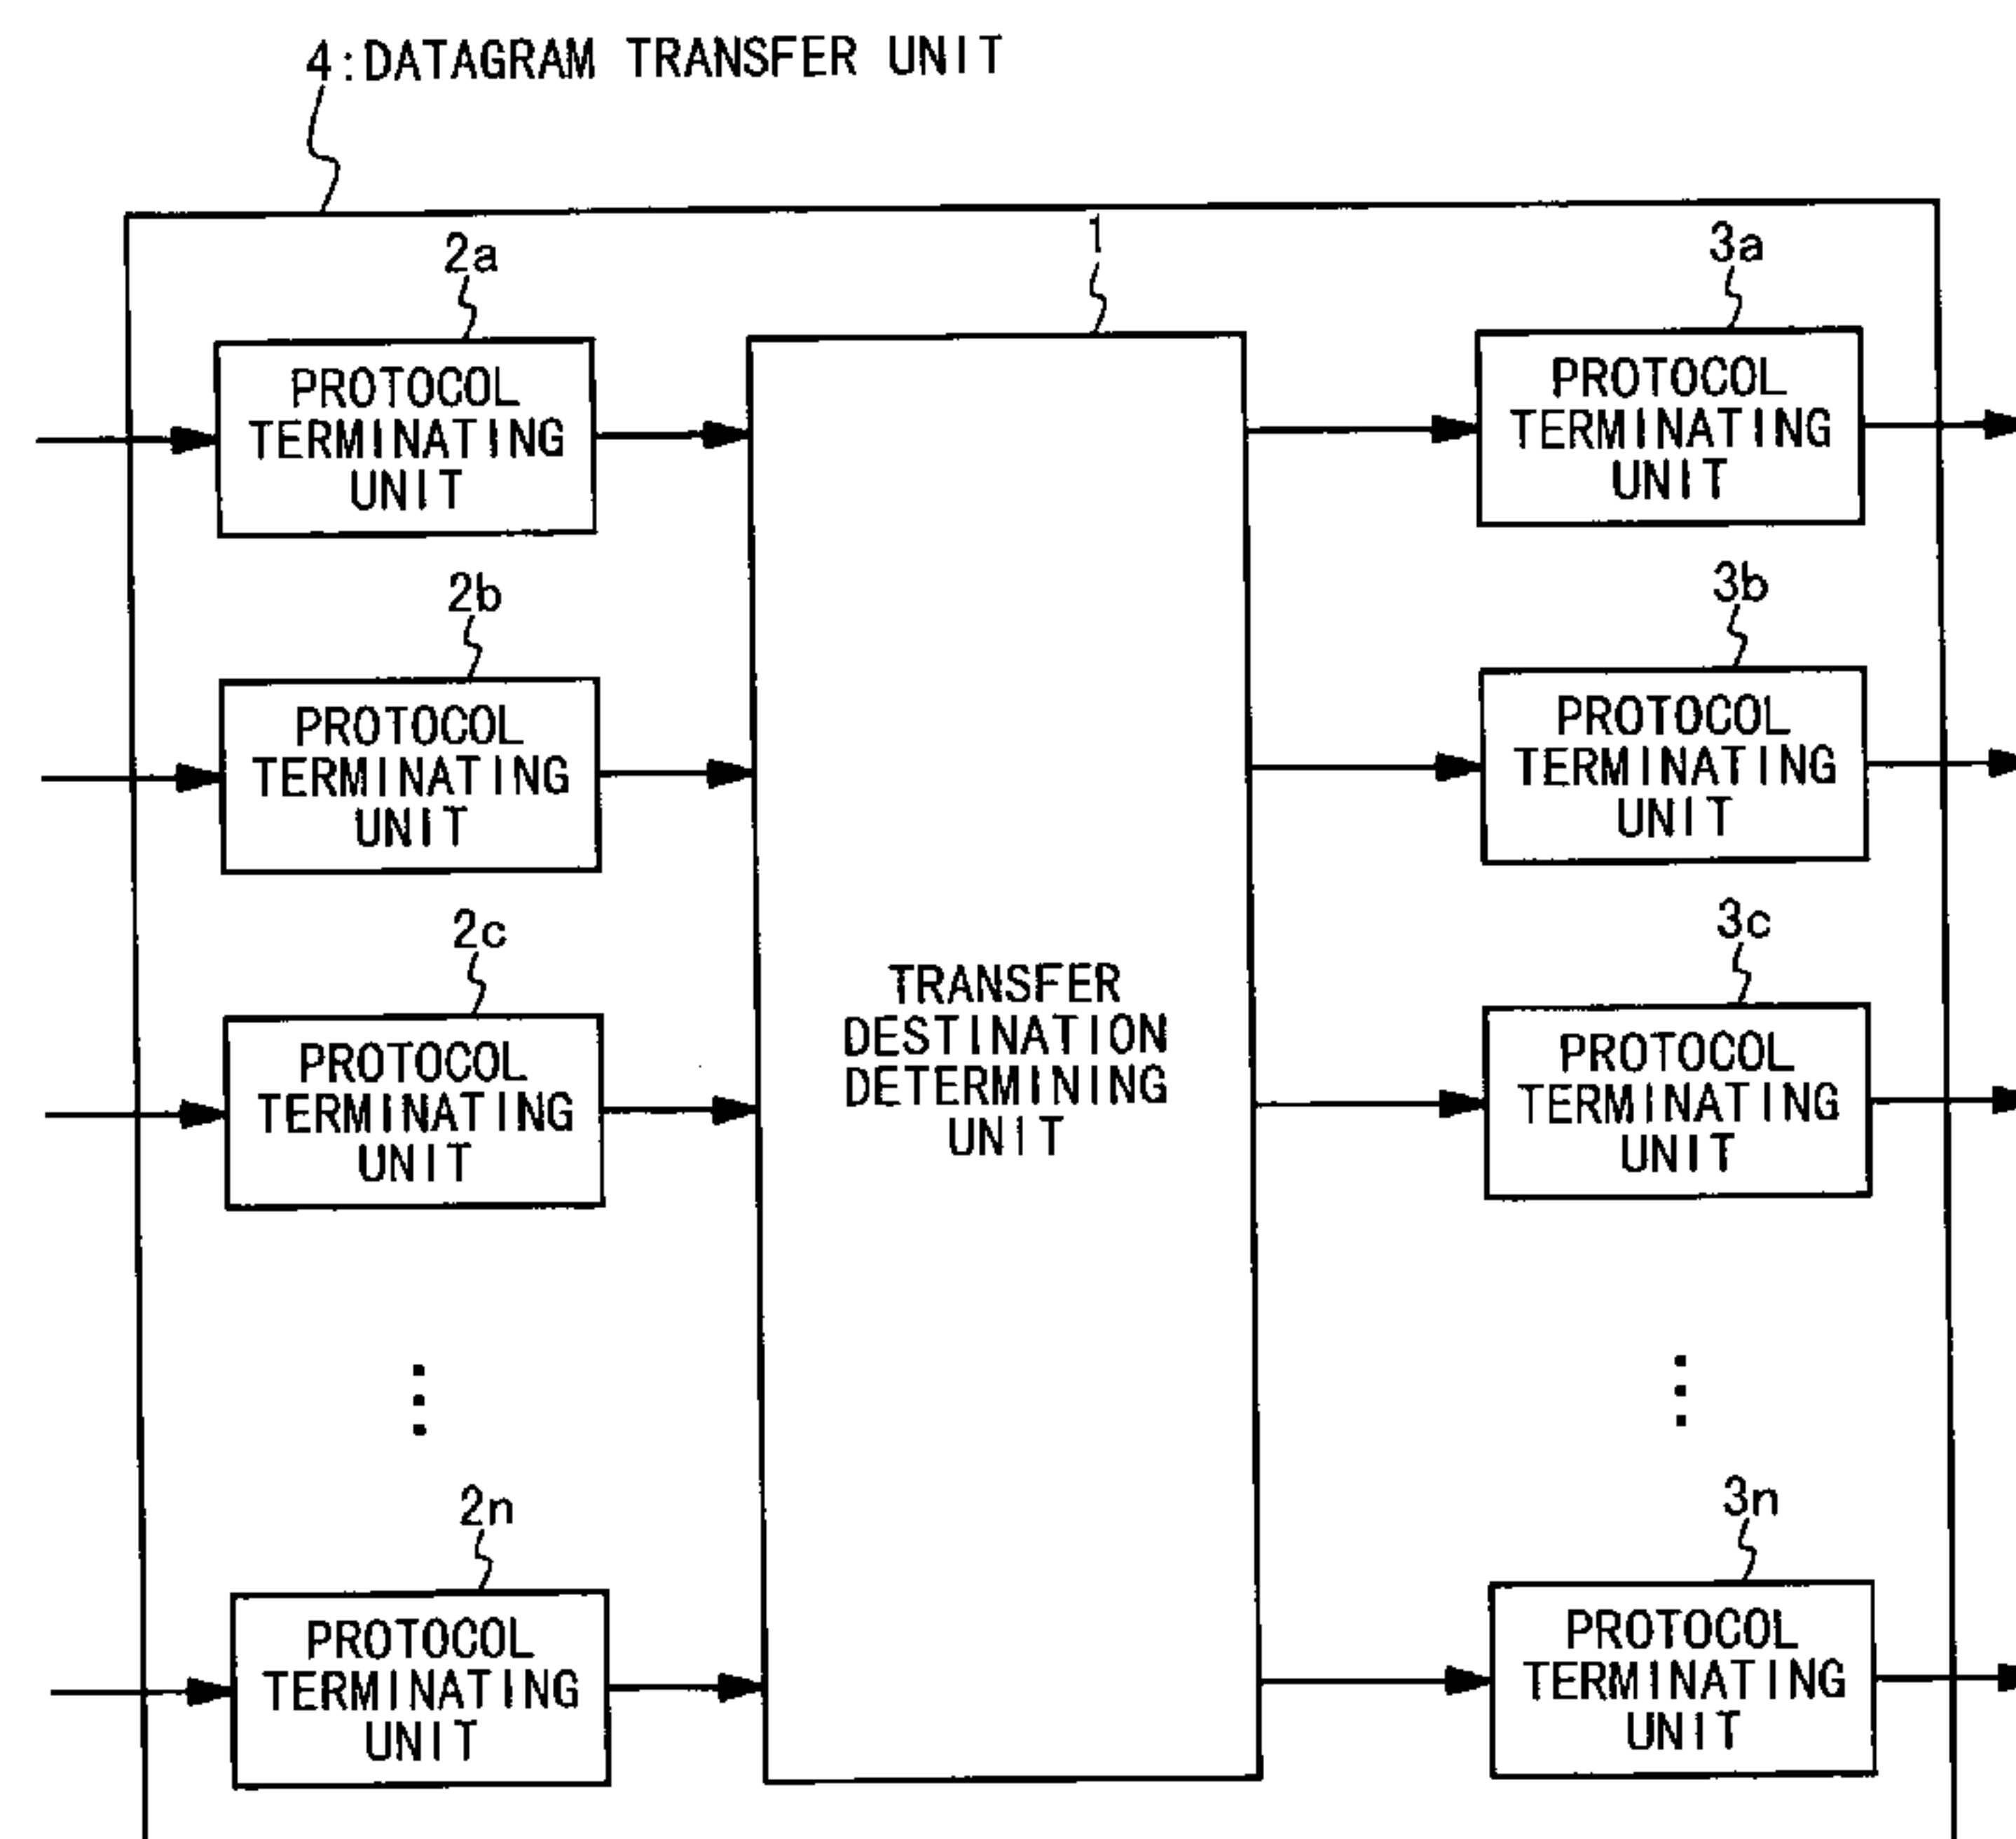 4:DATAGRAM TRANSFER UNIT
2a
1
3a
PROTOCOL
TERMINATING
UNIT
PROTOCOL
TERMINATING
UNIT
2b
3b
PROTOCOL
TERMINATING
UNIT
PROTOCOL
TERMINATING
UNIT
2c
3c
TRANSFER
DESTINATION
DETERMINING
UNIT
PROTOCOL
TERMINATING
UNIT
PROTOCOL
TERMINATING
UNIT
2n
3n
PROTOCOL
TERMINATING
UNIT
PROTOCOL
TERMINATING
UNIT